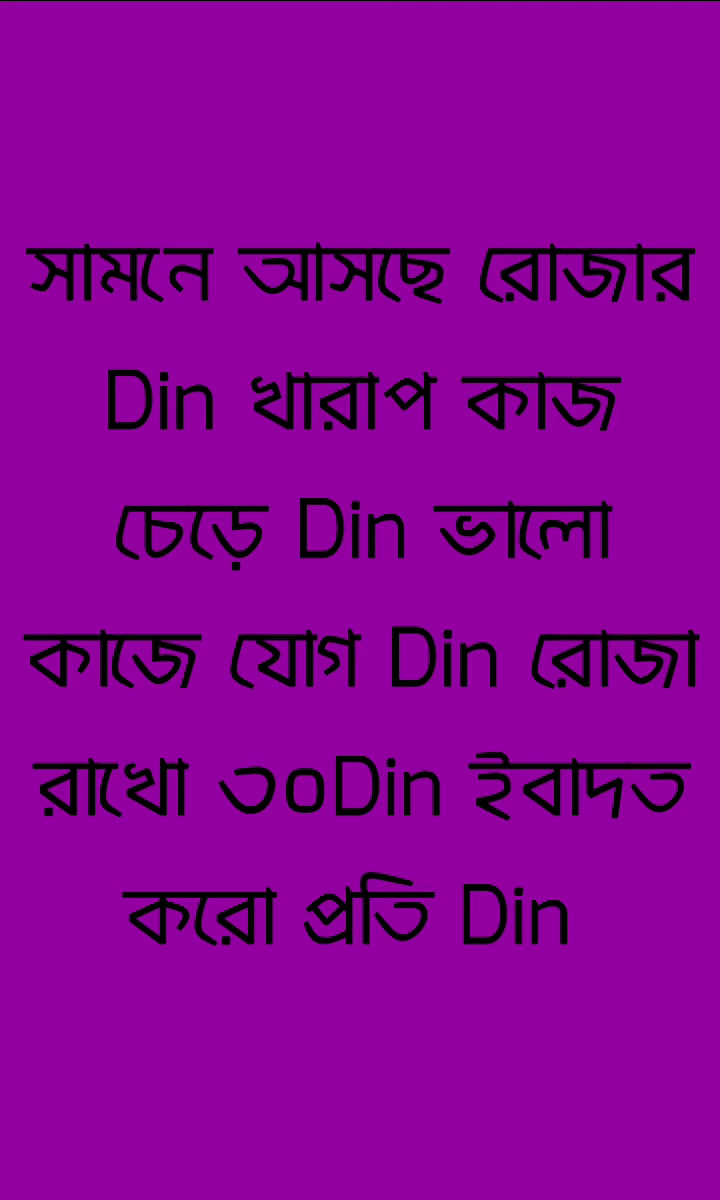 সামনে আসছে রোজার
Din খারাপ কাজ
চেড়ে Din ভালো
কাজে যোগ Din রোজা
রাখো ৩০Din ইবাদত
করো প্রতি Din